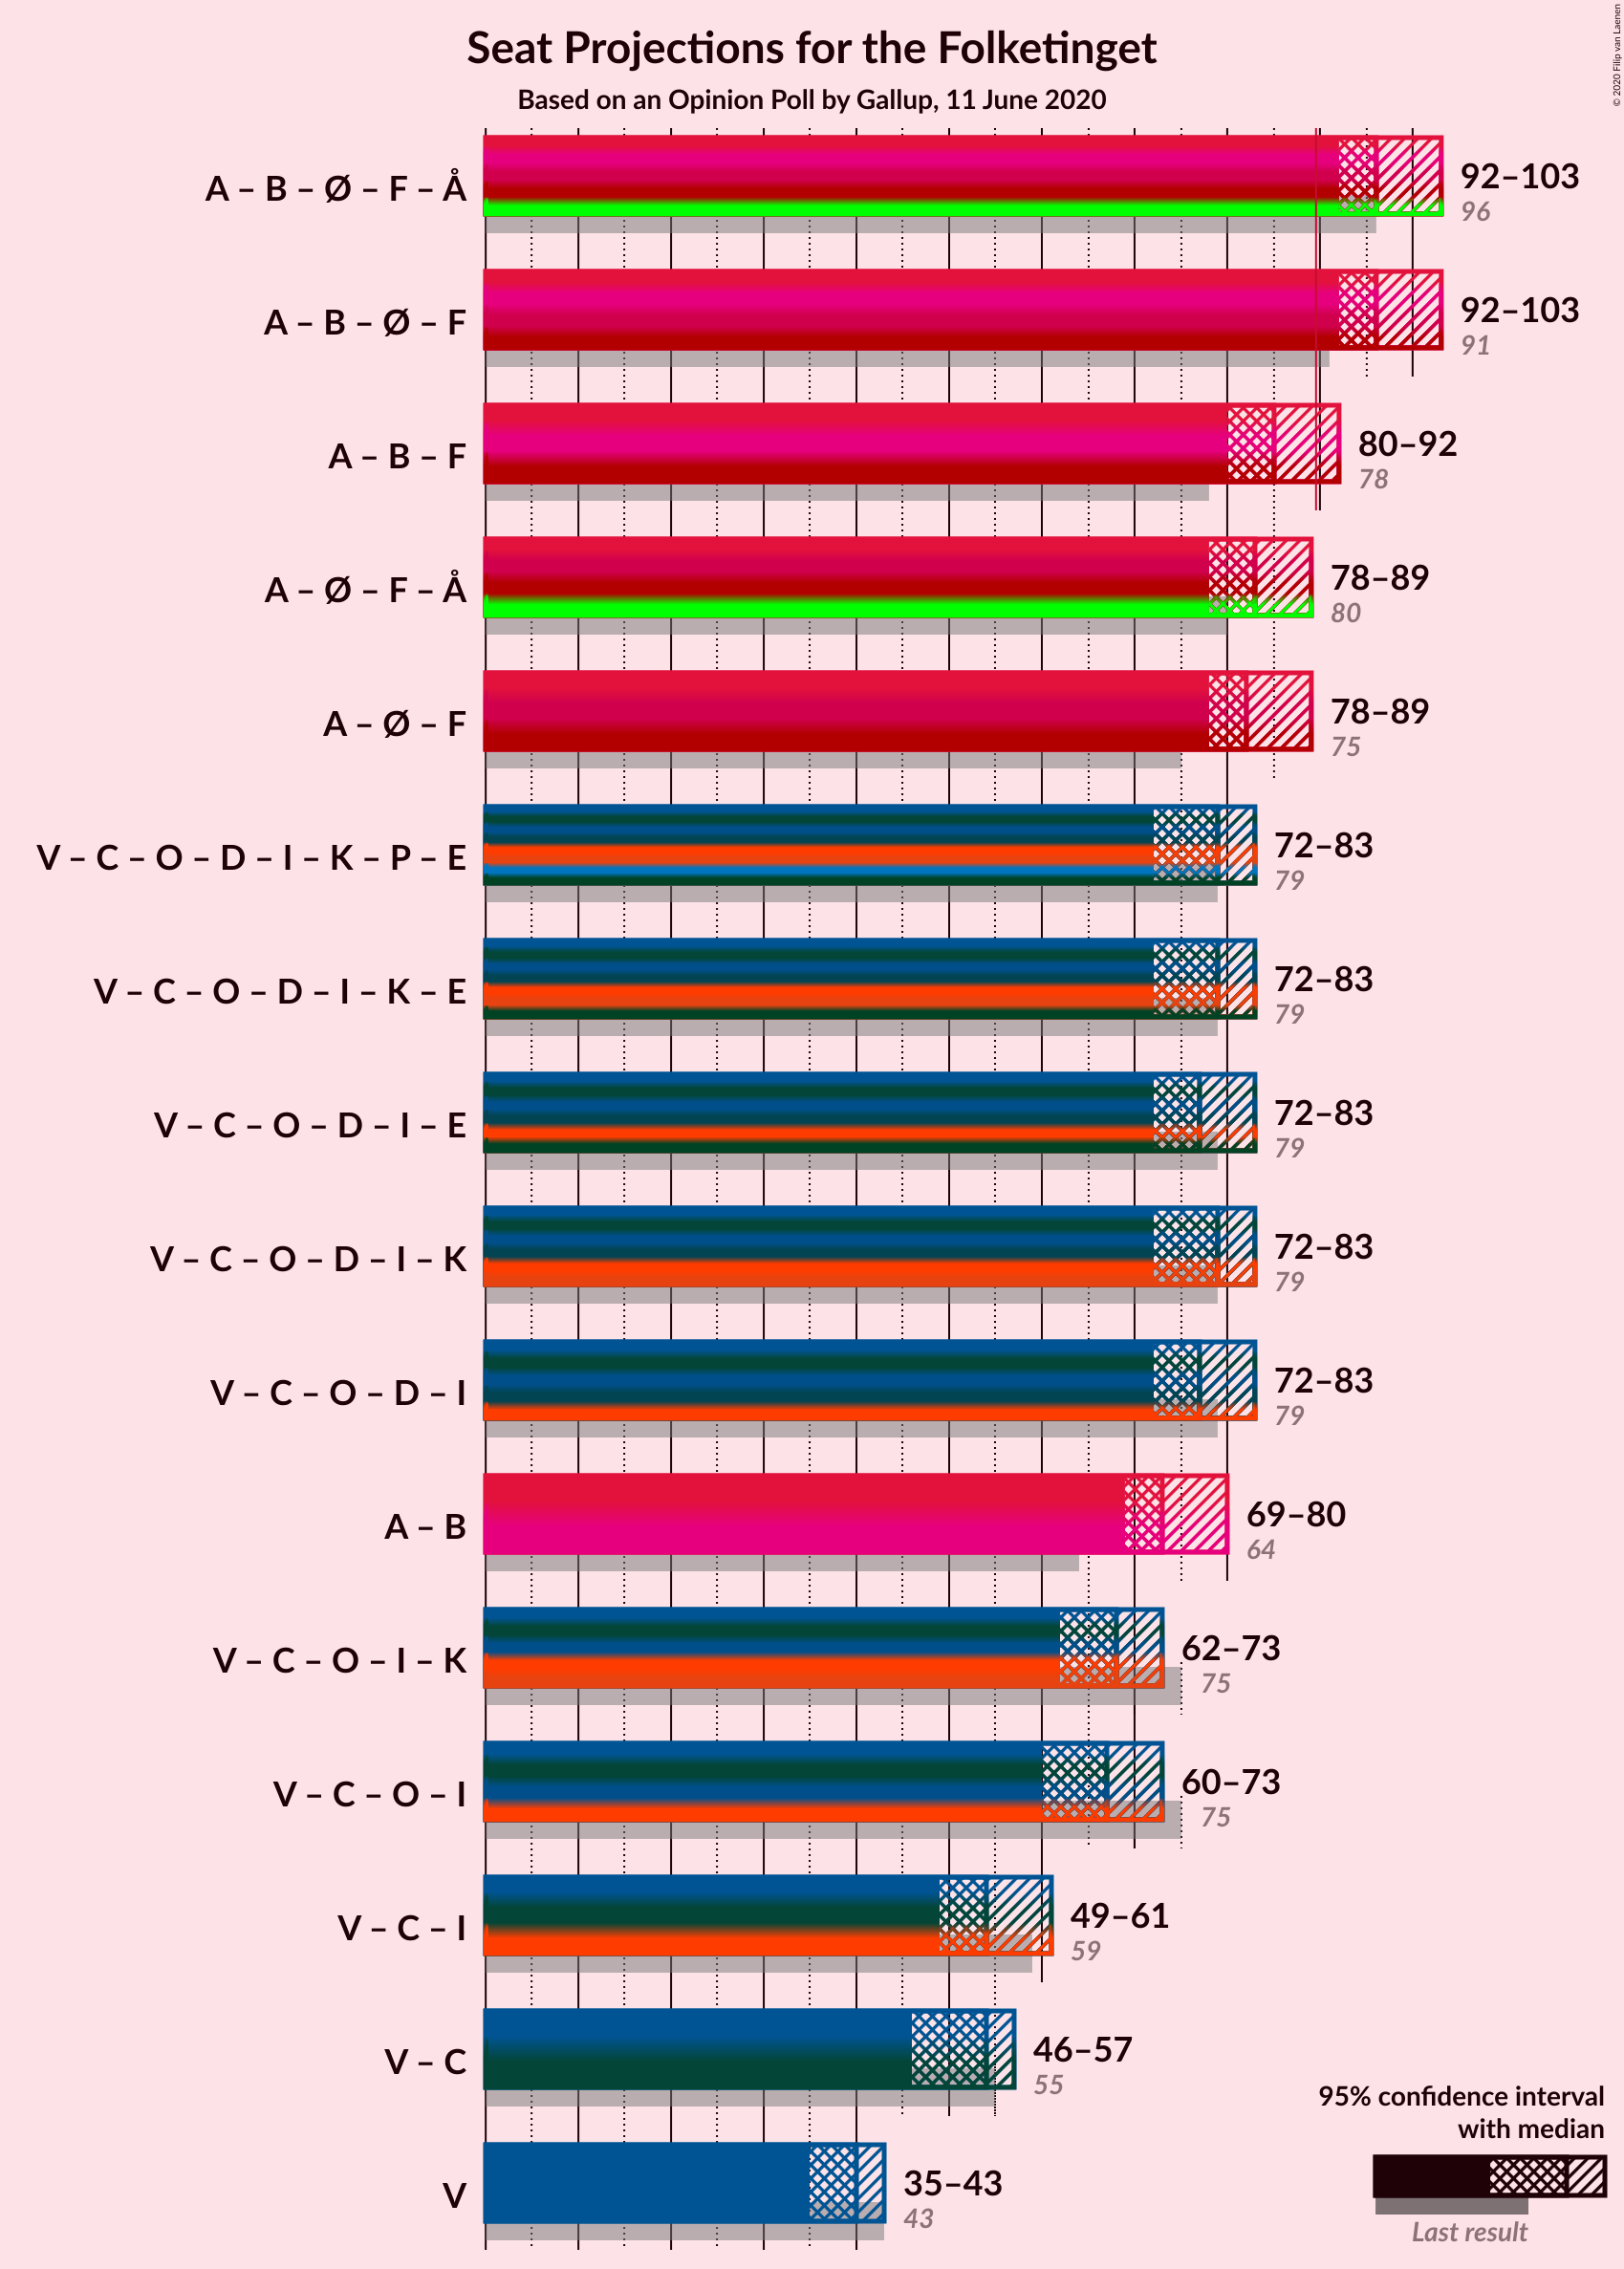 Seat Projections for the Folketinget
Based on an Opinion Poll by Gallup, 11 June 2020
© 2020 Filip van Laenen
A – B – Ø – F – Å
92–103
96
A – B – Ø – F
92–103
91
A – B – F
80–92
78
A – Ø – F – Å
78–89
80
A – Ø – F
78–89
75
V – C – O – D – I – K – P – E
72–83
79
V – C – O – D – I – K – E
72–83
79
V – C – O – D – I – E
72–83
79
V – C – O – D – I – K
72–83
79
V – C – O – D – I
72–83
79
A – B
69–80
64
V – C – O – I – K
62–73
75
V – C – O – I
60–73
75
V – C – I
49–61
59
V – C
46–57
55
V
35–43
43
95% confidence interval
with median
Last result